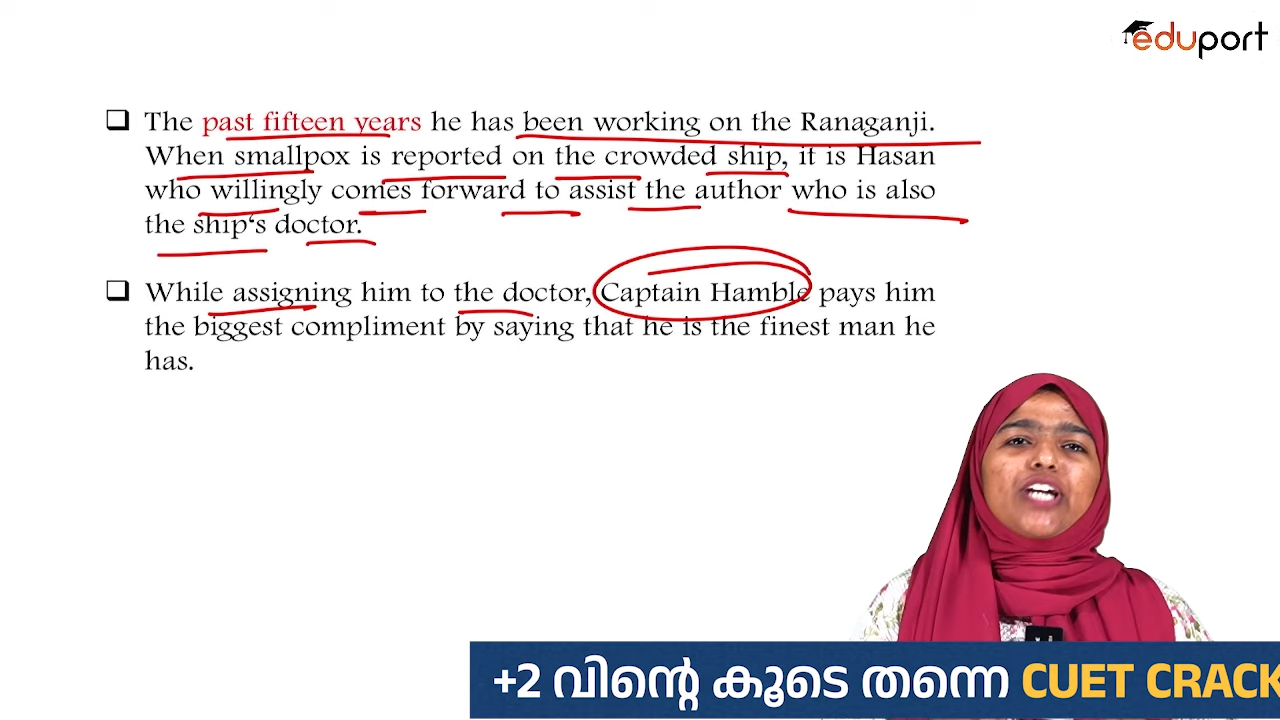 eduport
The past fifteen years he has been working on the Ranaganji.
When smallpox is reported on the crowded ship, it is Hasan
who willingly comes forward to assist the author who is also
the ship‘s doctor.
While assigning him to the doctor, Captain Hamble pays him
the biggest compliment by saying that he is the finest man he
has.
+2 വിന്റെ കൂടെ തന്നെ CUET CRACK